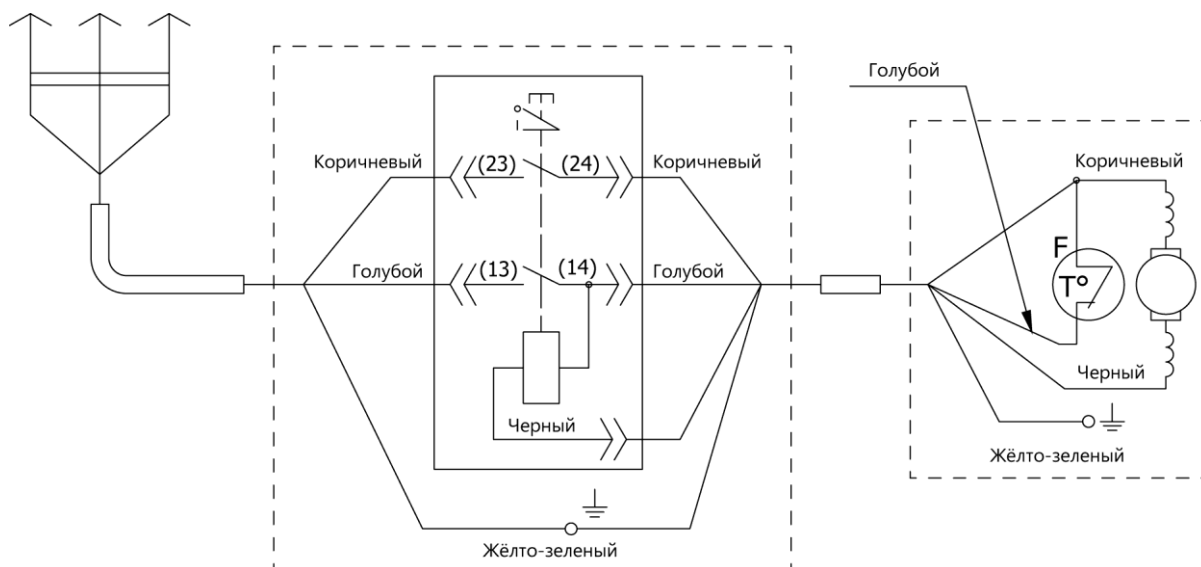 Голубой
Коричневый
(23)
(24)
Коричневый
Коричневый
Голубой
(13)
(14)
Голубой
F
T°
Черный
Черный
Жёлто-зеленый
Жёлто-зеленый